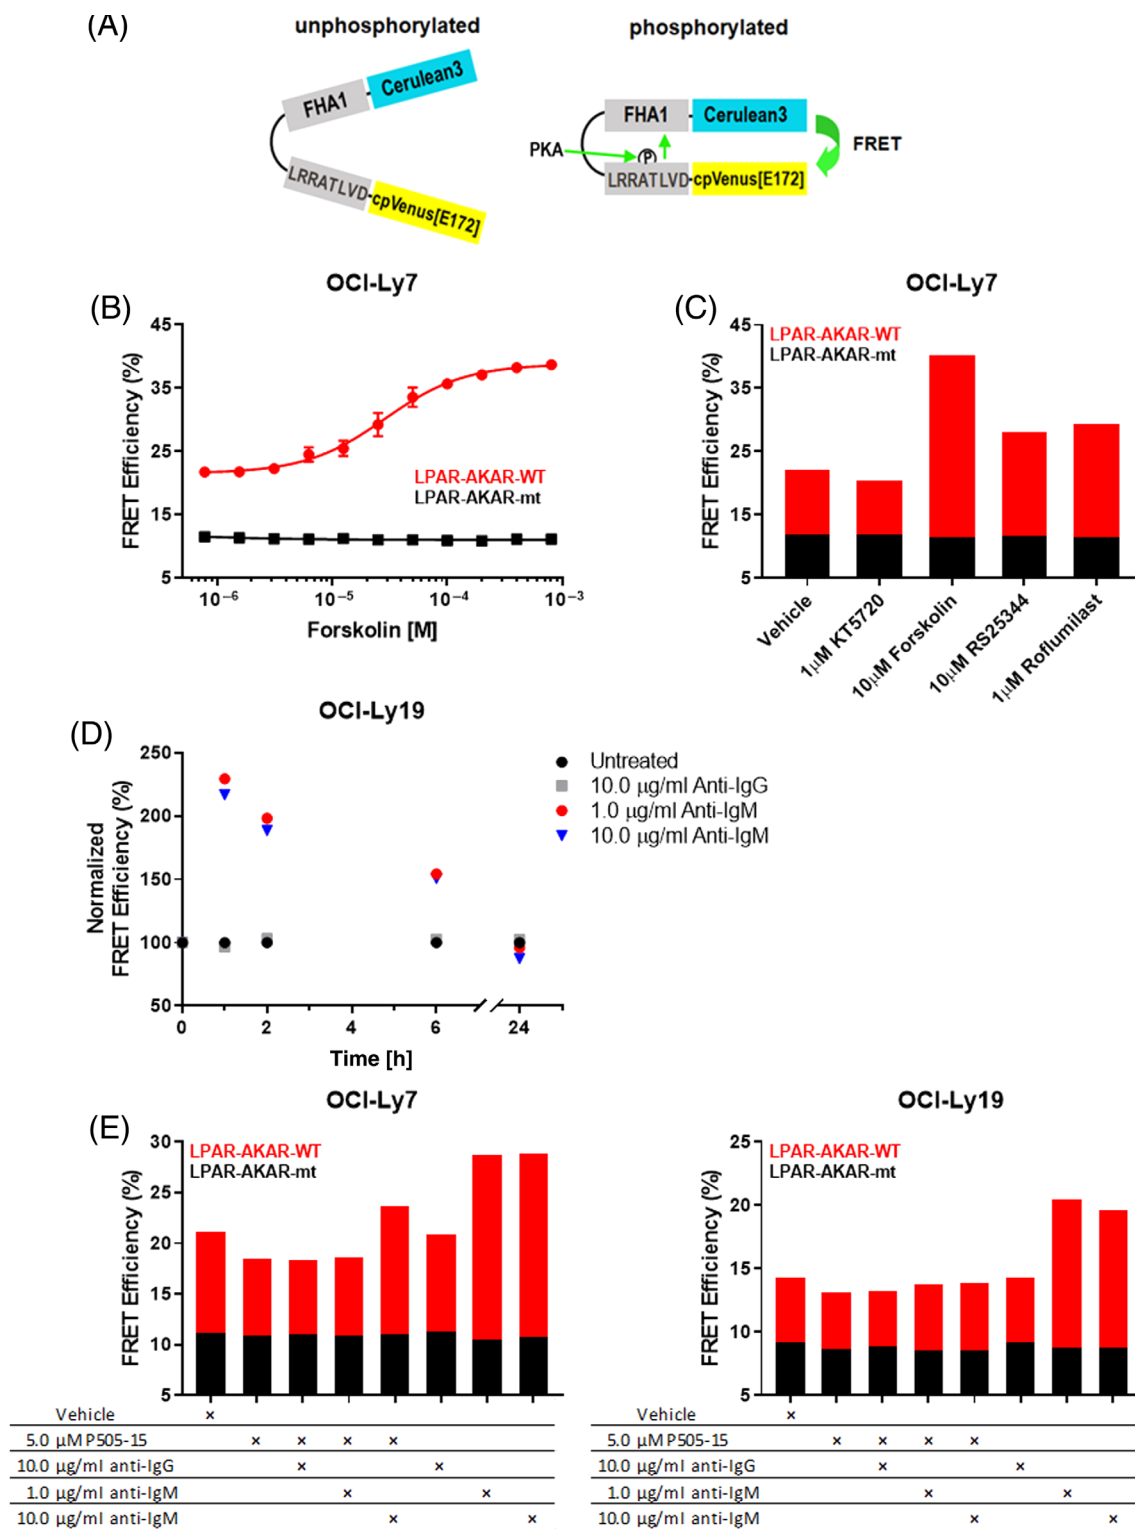 (A)
unphosphorylated
phosphorylated
FHA1
Cerulean3
LRRATLVD
cpVenus[E172]
PKA
P
FHA1
Cerulean3
LRRATLVD
cpVenus[E172]
FRET
(B)
OCI-Ly7
FRET Efficiency (%)
45
35
25
15
5
LPAR-AKAR-WT
LPAR-AKAR-mt
10⁻⁶
10⁻⁵
10⁻⁴
10⁻³
Forskolin [M]
(C)
OCI-Ly7
FRET Efficiency (%)
45
35
25
15
5
LPAR-AKAR-WT
LPAR-AKAR-mt
Vehicle
1μM KT5720
10μM Forskolin
10μM RS25344
1μM Roflumilast
(D)
OCI-Ly19
Normalized
FRET Efficiency (%)
250
200
150
100
50
0
2
4
6
24
Time [h]
Untreated
10.0 μg/ml Anti-IgG
1.0 μg/ml Anti-IgM
10.0 μg/ml Anti-IgM
(E)
OCI-Ly7
FRET Efficiency (%)
30
25
20
15
10
5
LPAR-AKAR-WT
LPAR-AKAR-mt
Vehicle ×
5.0 μM P505-15 × × × ×
10.0 μg/ml anti-IgG × ×
1.0 μg/ml anti-IgM × ×
10.0 μg/ml anti-IgM × ×
OCI-Ly19
FRET Efficiency (%)
25
20
15
10
5
LPAR-AKAR-WT
LPAR-AKAR-mt
Vehicle ×
5.0 μM P505-15 × × × ×
10.0 μg/ml anti-IgG × ×
1.0 μg/ml anti-IgM × ×
10.0 μg/ml anti-IgM × ×